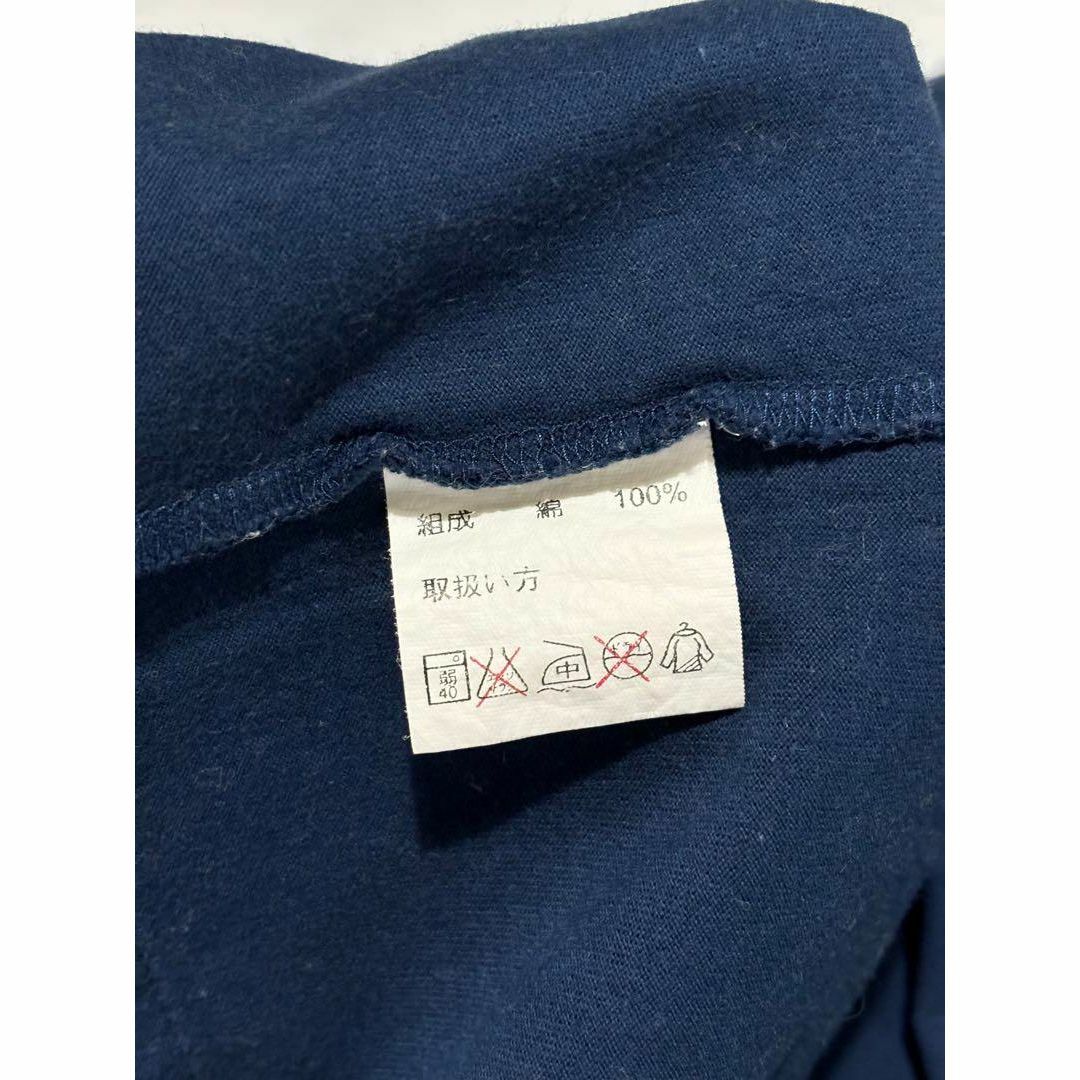 組成 綿 100%
取扱い方
弱 中
40